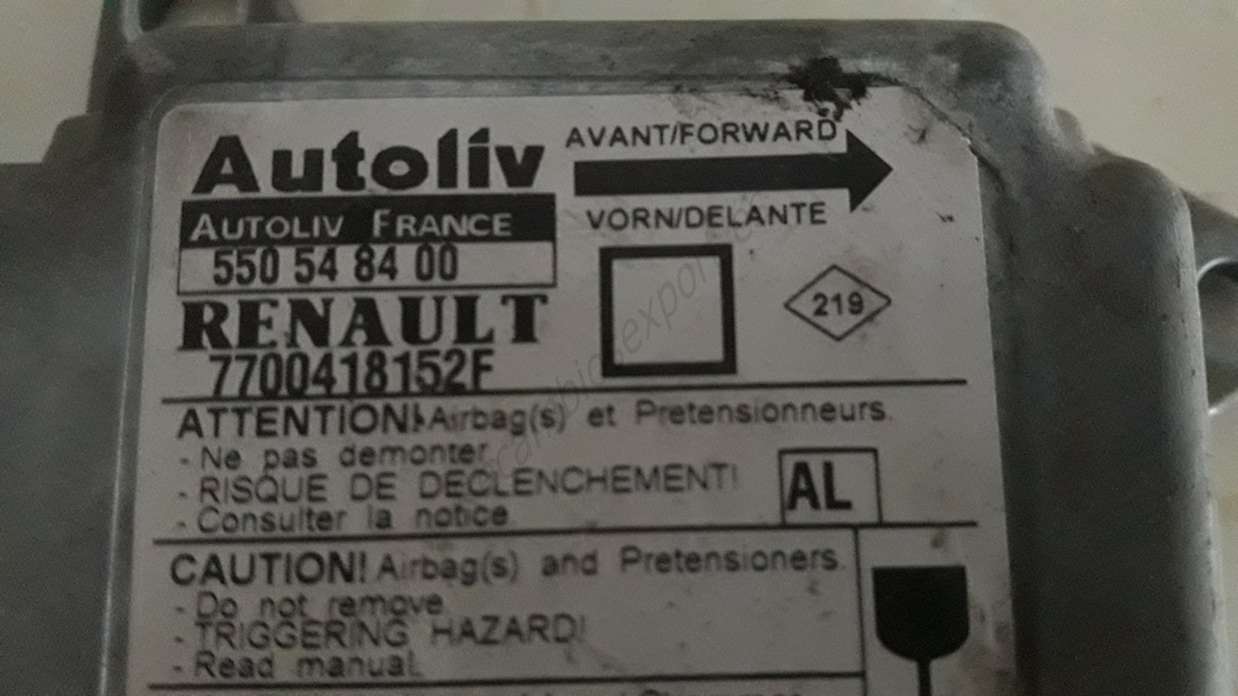 Autoliv
AUTOLIV FRANCE
550 54 84 00
RENAULT
7700418152F
AVANT/FORWARD
VORN/DELANTE
219
ATTENTION! Airbag(s) et Pretensionneurs.
- Ne pas demonter.
- RISQUE DE DECLENCHEMENT!
- Consulter la notice
AL
CAUTION! Airbag(s) and Pretensioners.
- Do not remove.
- TRIGGERING HAZARD!
- Read manual.